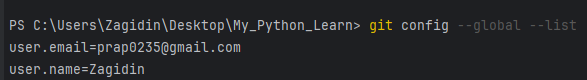 PS C:\Users\Zagidin\Desktop\My_Python_Learn> git config --global --list
user.email=prap0235@gmail.com
user.name=Zagidin